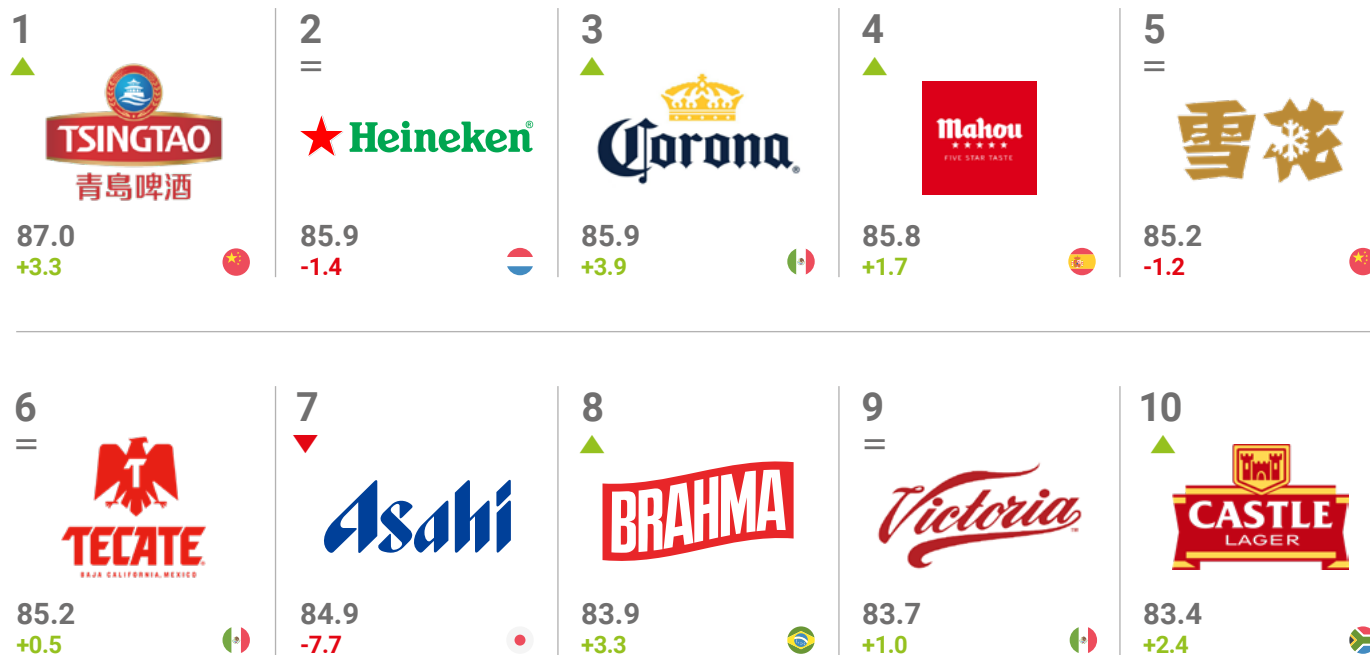 1
TSINGTAO
青島啤酒
87.0
+3.3
2
=
Heineken®
85.9
-1.4
3
Corona®
85.9
+3.9
4
Mahou
★★★★★
FIVE STAR TASTE
85.8
+1.7
5
=
雪花
85.2
-1.2
6
=
T
TECATE®
BAJA CALIFORNIA, MEXICO
85.2
+0.5
7
Asahi
84.9
-7.7
8
BRAHMA
83.9
+3.3
9
=
Victoria™
83.7
+1.0
10
CASTLE
LAGER
83.4
+2.4